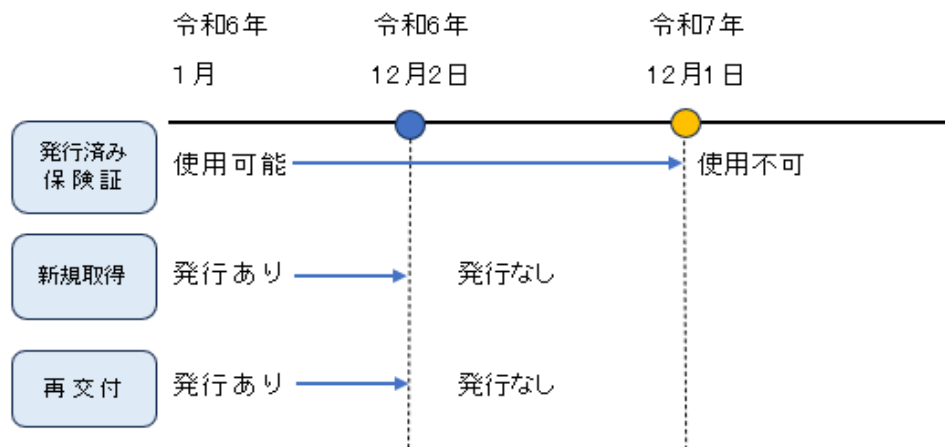 令和6年 令和6年 令和7年
1月 12月2日 12月1日
発行済み
保険証
使用可能 使用不可
新規取得 発行あり 発行なし
再交付 発行あり 発行なし